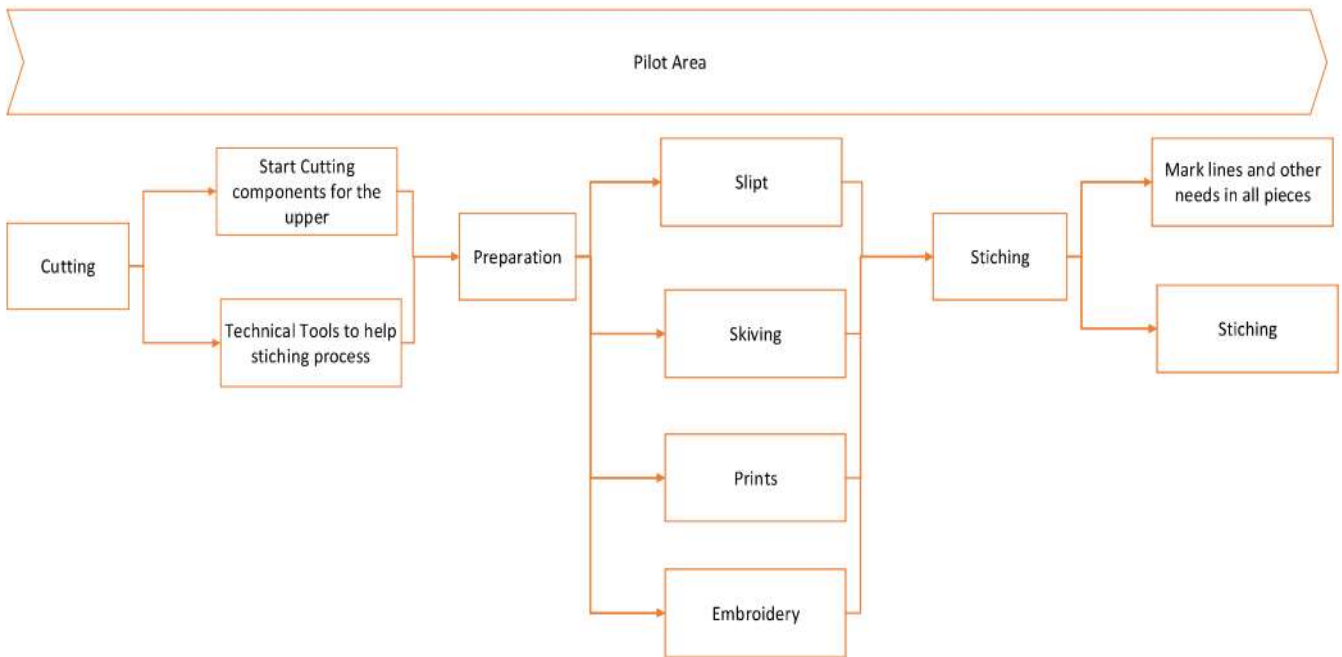 Pilot Area
Cutting
Start Cutting
components for the
upper
Technical Tools to help
stiching process
Preparation
Slipt
Skiving
Prints
Embroidery
Stiching
Mark lines and other
needs in all pieces
Stiching